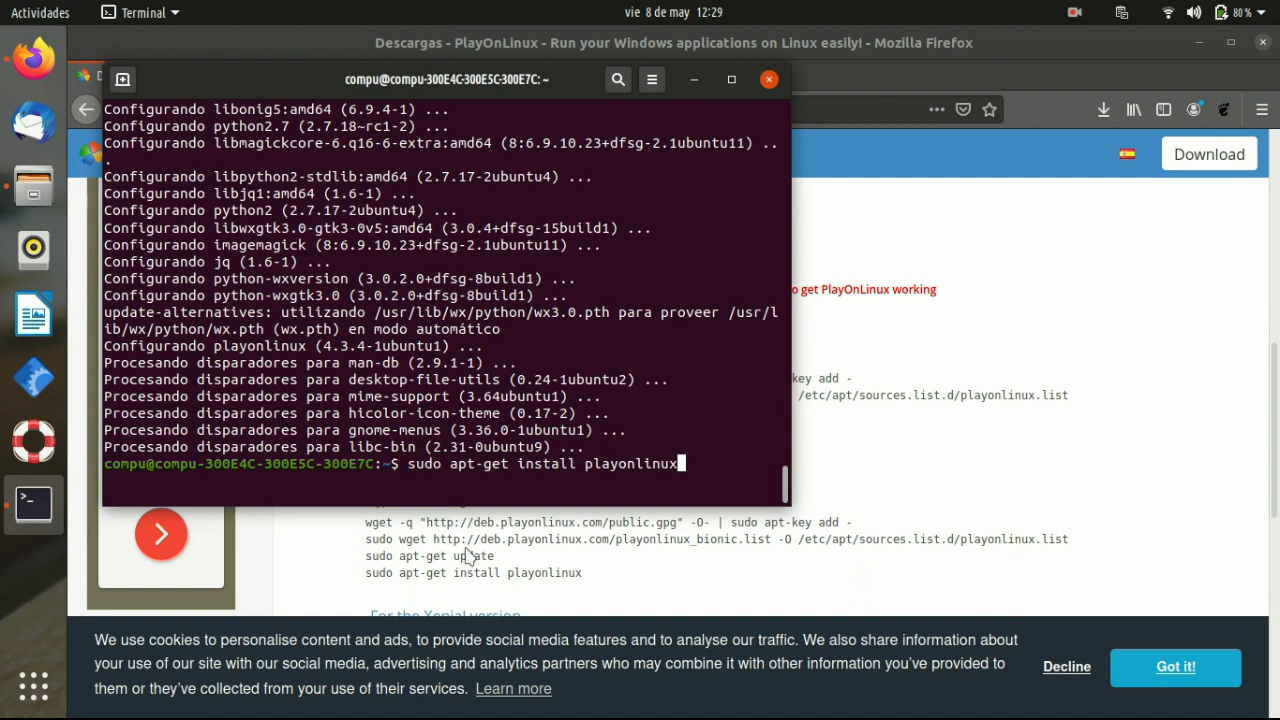 Actividades
Terminal
vie 8 de may 12:29
80 %
Descargas - PlayOnLinux - Run your Windows applications on Linux easily! - Mozilla Firefox
compu@compu-300E4C-300E5C-300E7C: ~
Download
Configurando libonig5:amd64 (6.9.4-1) ...
Configurando python2.7 (2.7.18~rc1-2) ...
Configurando libmagickcore-6.q16-6-extra:amd64 (8:6.9.10.23+dfsg-2.1ubuntu11) ..
.
Configurando libpython2-stdlib:amd64 (2.7.17-2ubuntu4) ...
Configurando libjq1:amd64 (1.6-1) ...
Configurando python2 (2.7.17-2ubuntu4) ...
Configurando libwxgtk3.0-gtk3-0v5:amd64 (3.0.4+dfsg-15build1) ...
Configurando imagemagick (8:6.9.10.23+dfsg-2.1ubuntu11) ...
Configurando jq (1.6-1) ...
Configurando python-wxversion (3.0.2.0+dfsg-8build1) ...
Configurando python-wxgtk3.0 (3.0.2.0+dfsg-8build1) ...
update-alternatives: utilizando /usr/lib/wx/python/wx3.0.pth para proveer /usr/l
ib/wx/python/wx.pth (wx.pth) en modo automático
Configurando playonlinux (4.3.4-1ubuntu1) ...
Procesando disparadores para man-db (2.9.1-1) ...
Procesando disparadores para desktop-file-utils (0.24-1ubuntu2) ...
Procesando disparadores para mime-support (3.64ubuntu1) ...
Procesando disparadores para hicolor-icon-theme (0.17-2) ...
Procesando disparadores para gnome-menus (3.36.0-1ubuntu1) ...
Procesando disparadores para libc-bin (2.31-0ubuntu9) ...
compu@compu-300E4C-300E5C-300E7C:~$ sudo apt-get install playonlinux
o get PlayOnLinux working
key add -
/etc/apt/sources.list.d/playonlinux.list
wget -q "http://deb.playonlinux.com/public.gpg" -O- | sudo apt-key add -
sudo wget http://deb.playonlinux.com/playonlinux_bionic.list -O /etc/apt/sources.list.d/playonlinux.list
sudo apt-get update
sudo apt-get install playonlinux
For the Xenial version
We use cookies to personalise content and ads, to provide social media features and to analyse our traffic. We also share information about
your use of our site with our social media, advertising and analytics partners who may combine it with other information you've provided to
them or they've collected from your use of their services. Learn more
Decline
Got it!